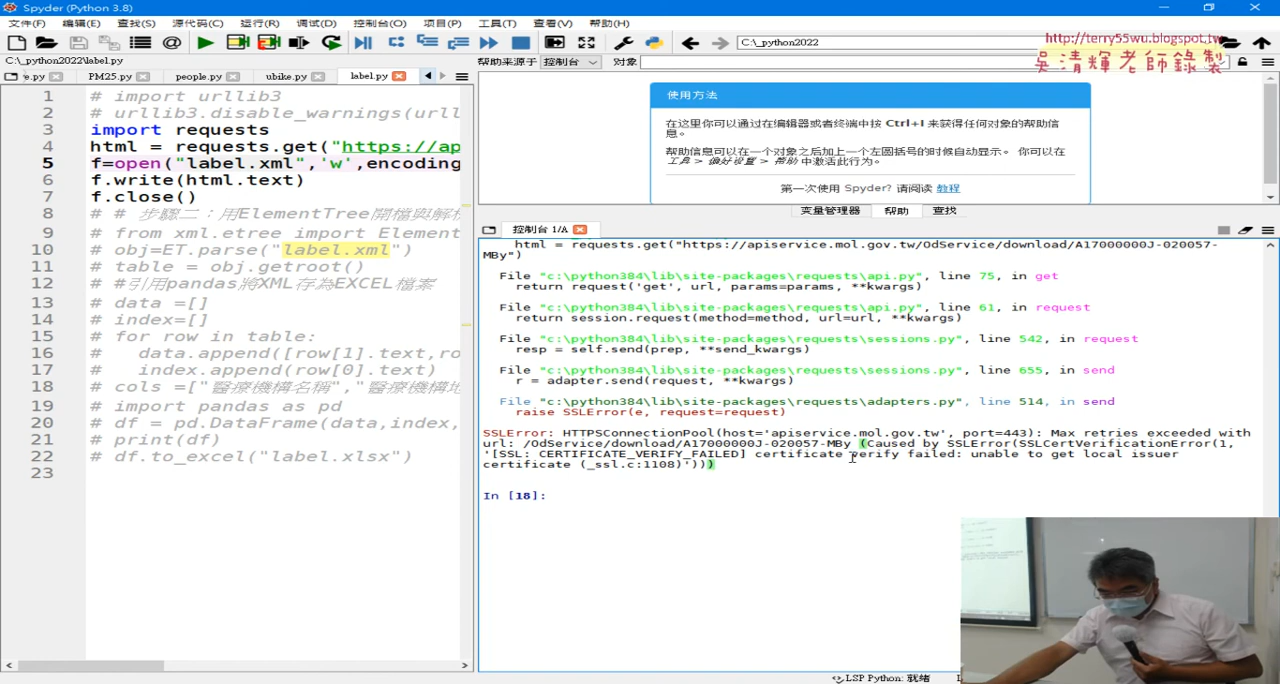 Spyder (Python 3.8)
文件(F) 编辑(E) 查找(S) 源代码(C) 运行(R) 调试(D) 控制台(O) 项目(P) 工具(T) 查看(V) 帮助(H)
C:\_python2022
http://terry55wu.blogspot.tw
吳清輝老師錄製
C:\_python2022\label.py
e.py PM25.py people.py ubike.py label.py
帮助来源于 控制台 对象
1 # import urllib3
2 # urllib3.disable_warnings(urll
3 import requests
4 html = requests.get("https://ap
5 f=open("label.xml",'w',encoding
6 f.write(html.text)
7 f.close()
8 # # 步驟二：用ElementTree開檔與解析
9 # from xml.etree import Element
10 # obj=ET.parse("label.xml")
11 # table = obj.getroot()
12 # #引用pandas將XML存為EXCEL檔案
13 # data =[]
14 # index=[]
15 # for row in table:
16 #   data.append([row[1].text,ro
17 #   index.append(row[0].text)
18 # cols =["醫療機構名稱","醫療機構地
19 # import pandas as pd
20 # df = pd.DataFrame(data,index,
21 # print(df)
22 # df.to_excel("label.xlsx")
23
使用方法
在这里你可以通过在编辑器或者终端中按 Ctrl+I 来获得任何对象的帮助信
息。
帮助信息可以在一个对象之后加上一个左圆括号的时候自动显示。 你可以在
工具 > 偏好设置 > 帮助 中激活此行为。
第一次使用 Spyder? 请阅读 教程
变量管理器 帮助 查找
控制台 1/A
html = requests.get("https://apiservice.mol.gov.tw/OdService/download/A17000000J-020057-
MBy")
File "c:\python384\lib\site-packages\requests\api.py", line 75, in get
return request('get', url, params=params, **kwargs)
File "c:\python384\lib\site-packages\requests\api.py", line 61, in request
return session.request(method=method, url=url, **kwargs)
File "c:\python384\lib\site-packages\requests\sessions.py", line 542, in request
resp = self.send(prep, **send_kwargs)
File "c:\python384\lib\site-packages\requests\sessions.py", line 655, in send
r = adapter.send(request, **kwargs)
File "c:\python384\lib\site-packages\requests\adapters.py", line 514, in send
raise SSLError(e, request=request)
SSLError: HTTPSConnectionPool(host='apiservice.mol.gov.tw', port=443): Max retries exceeded with
url: /OdService/download/A17000000J-020057-MBy (Caused by SSLError(SSLCertVerificationError(1,
'[SSL: CERTIFICATE_VERIFY_FAILED] certificate verify failed: unable to get local issuer
certificate (_ssl.c:1108)')))
In [18]:
LSP Python: 就绪